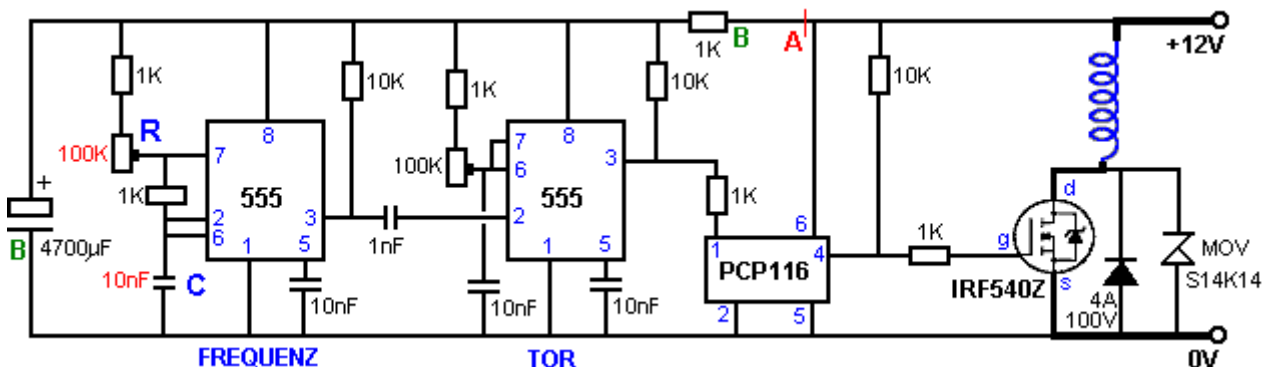 1K
B
A
+12V
1K
10K
1K
10K
10K
R
100K
8
7
8
7
6
3
100K
555
555
1K
1K
+
2
6
3
2
1nF
1K
6
1
4
1K
d
g
s
B
4700µF
1
5
1
5
PCP116
MOV
S14K14
10nF
C
10nF
10nF
10nF
2
5
IRF540Z
4A
100V
FREQUENZ
TOR
0V